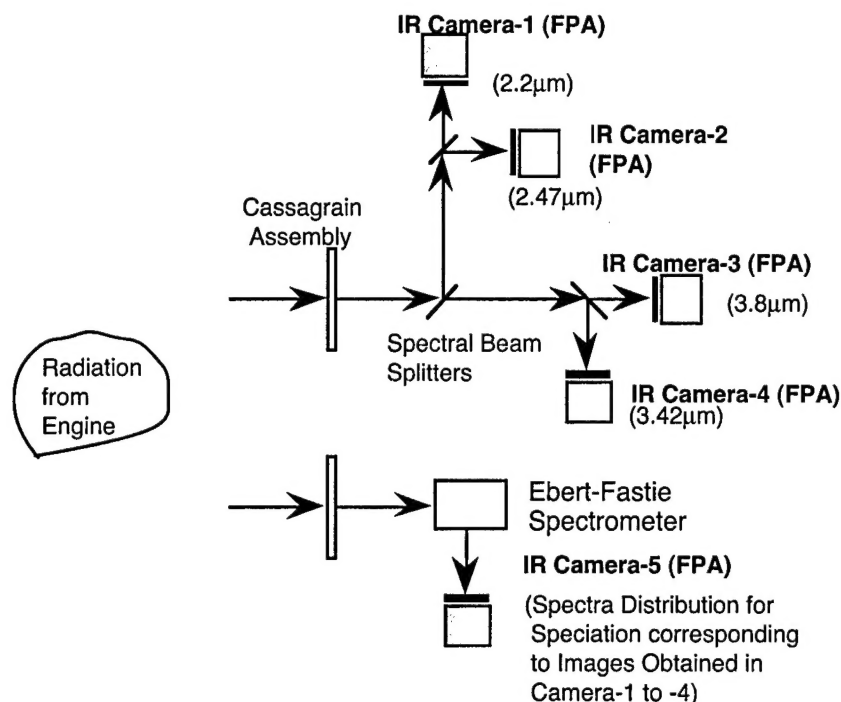 IR Camera-1 (FPA)
(2.2μm)
IR Camera-2
(FPA)
(2.47μm)
Cassagrain
Assembly
IR Camera-3 (FPA)
(3.8μm)
Spectral Beam
Splitters
Radiation
from
Engine
IR Camera-4 (FPA)
(3.42μm)
Ebert-Fastie
Spectrometer
IR Camera-5 (FPA)
(Spectra Distribution for
Speciation corresponding
to Images Obtained in
Camera-1 to -4)